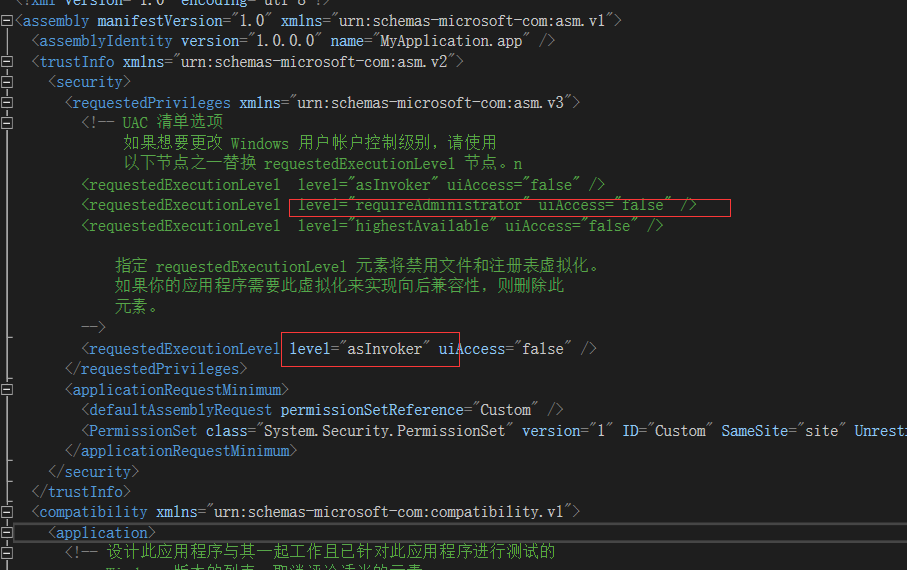 <?xml version="1.0" encoding="utf-8"?>
<assembly manifestVersion="1.0" xmlns="urn:schemas-microsoft-com:asm.v1">
<assemblyIdentity version="1.0.0.0" name="MyApplication.app" />
<trustInfo xmlns="urn:schemas-microsoft-com:asm.v2">
<security>
<requestedPrivileges xmlns="urn:schemas-microsoft-com:asm.v3">
<!-- UAC 清单选项
如果想要更改 Windows 用户帐户控制级别，请使用
以下节点之一替换 requestedExecutionLevel 节点。n
<requestedExecutionLevel  level="asInvoker" uiAccess="false" />
<requestedExecutionLevel  level="requireAdministrator" uiAccess="false" />
<requestedExecutionLevel  level="highestAvailable" uiAccess="false" />
指定 requestedExecutionLevel 元素将禁用文件和注册表虚拟化。
如果你的应用程序需要此虚拟化来实现向后兼容性，则删除此
元素。
-->
<requestedExecutionLevel level="asInvoker" uiAccess="false" />
</requestedPrivileges>
<applicationRequestMinimum>
<defaultAssemblyRequest permissionSetReference="Custom" />
<PermissionSet class="System.Security.PermissionSet" version="1" ID="Custom" SameSite="site" Unrestri
</applicationRequestMinimum>
</security>
</trustInfo>
<compatibility xmlns="urn:schemas-microsoft-com:compatibility.v1">
<application>
<!-- 设计此应用程序与其一起工作且已针对此应用程序进行测试的